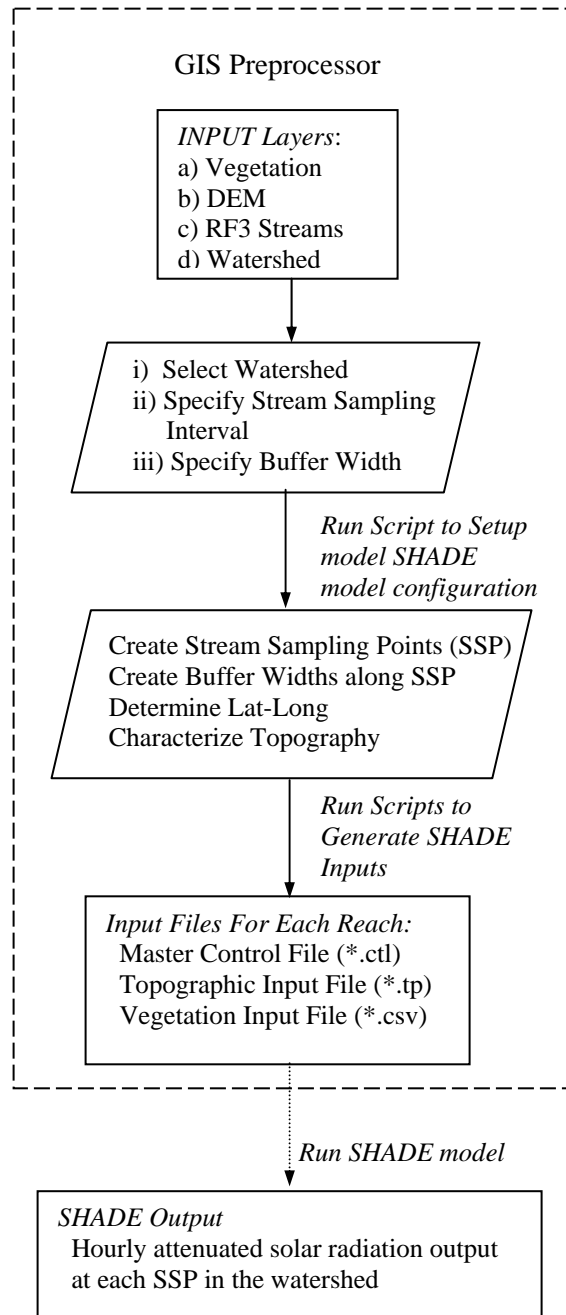 GIS Preprocessor
INPUT Layers:
a) Vegetation
b) DEM
c) RF3 Streams
d) Watershed
i) Select Watershed
ii) Specify Stream Sampling
Interval
iii) Specify Buffer Width
Run Script to Setup
model SHADE
model configuration
Create Stream Sampling Points (SSP)
Create Buffer Widths along SSP
Determine Lat-Long
Characterize Topography
Run Scripts to
Generate SHADE
Inputs
Input Files For Each Reach:
Master Control File (*.ctl)
Topographic Input File (*.tp)
Vegetation Input File (*.csv)
Run SHADE model
SHADE Output
Hourly attenuated solar radiation output
at each SSP in the watershed